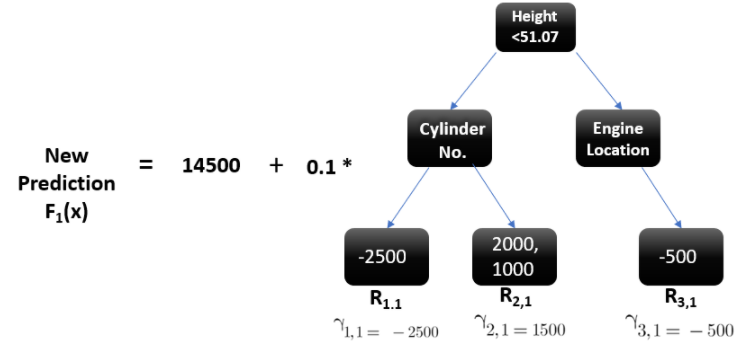 Height
<51.07
Cylinder
No.
Engine
Location
New
Prediction
F₁(x)
= 14500 + 0.1 *
-2500
2000,
1000
-500
R₁.₁
R₂,₁
R₃,₁
γ₁,₁ = − 2500
γ₂,₁ = 1500
γ₃,₁ = − 500